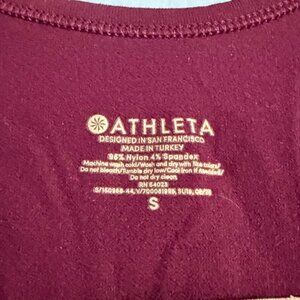 ATHLETA
DESIGNED IN SAN FRANCISCO
MADE IN TURKEY
96% Nylon 4% Spandex
Machine wash cold/Wash and dry with like colors/
Do not bleach/Tumble dry low/Cool iron if Needed/
Do not dry clean
RN 54023
S